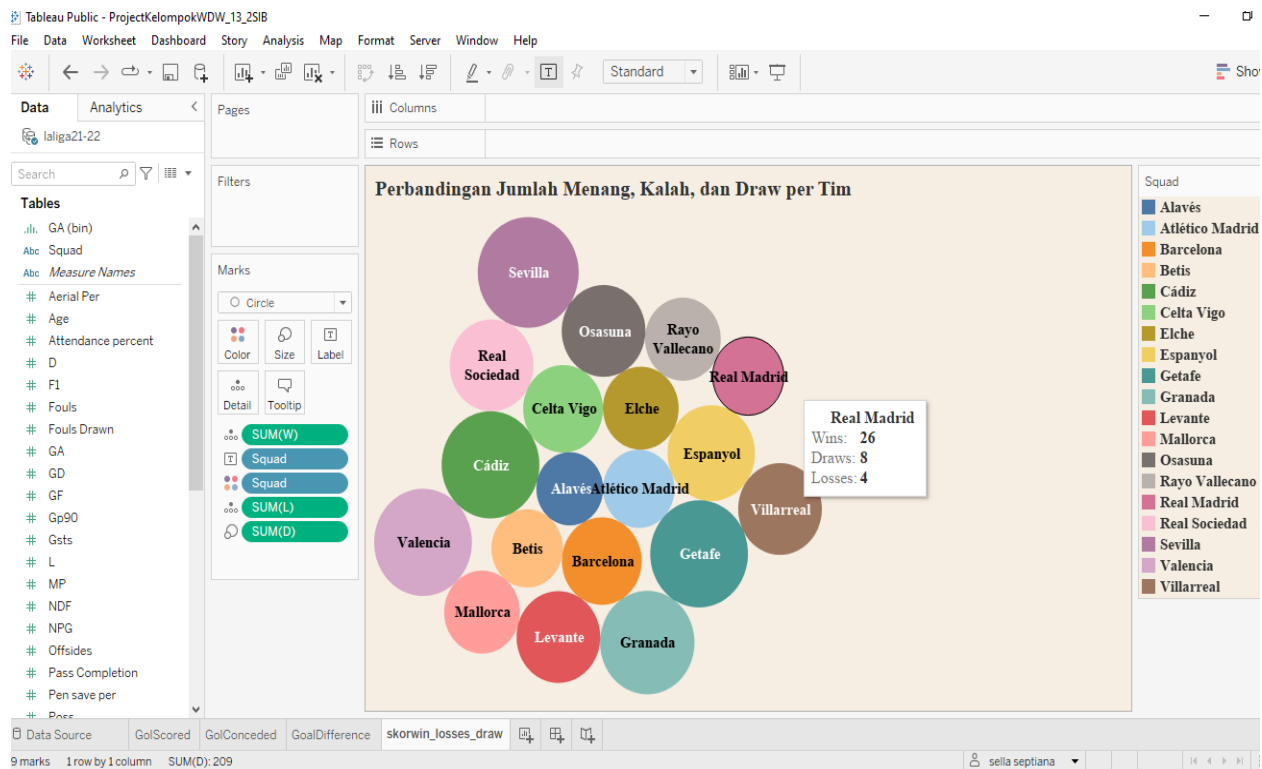 Tableau Public - ProjectKelompokWDW_13_2SIB
File Data Worksheet Dashboard Story Analysis Map Format Server Window Help
Standard
Data Analytics
laliga21-22
Search
Tables
GA (bin)
Abc Squad
Abc Measure Names
# Aerial Per
# Age
# Attendance percent
# D
# F1
# Fouls
# Fouls Drawn
# GA
# GD
# GF
# Gp90
# Gsts
# L
# MP
# NDF
# NPG
# Offsides
# Pass Completion
# Pen save per
# Poss
Pages
Filters
Marks
Circle
Color Size Label
Detail Tooltip
SUM(W)
Squad
Squad
SUM(L)
SUM(D)
Columns
Rows
Perbandingan Jumlah Menang, Kalah, dan Draw per Tim
Sevilla
Osasuna
Rayo
Vallecano
Real
Sociedad
Real Madrid
Celta Vigo
Elche
Espanyol
Cádiz
Alavés
Atlético Madrid
Villarreal
Valencia
Betis
Barcelona
Getafe
Mallorca
Levante
Granada
Real Madrid
Wins: 26
Draws: 8
Losses: 4
Squad
Alavés
Atlético Madrid
Barcelona
Betis
Cádiz
Celta Vigo
Elche
Espanyol
Getafe
Granada
Levante
Mallorca
Osasuna
Rayo Vallecano
Real Madrid
Real Sociedad
Sevilla
Valencia
Villarreal
Data Source GolScored GolConceded GoalDifference skorwin_losses_draw
9 marks 1 row by 1 column SUM(D): 209
sella septiana